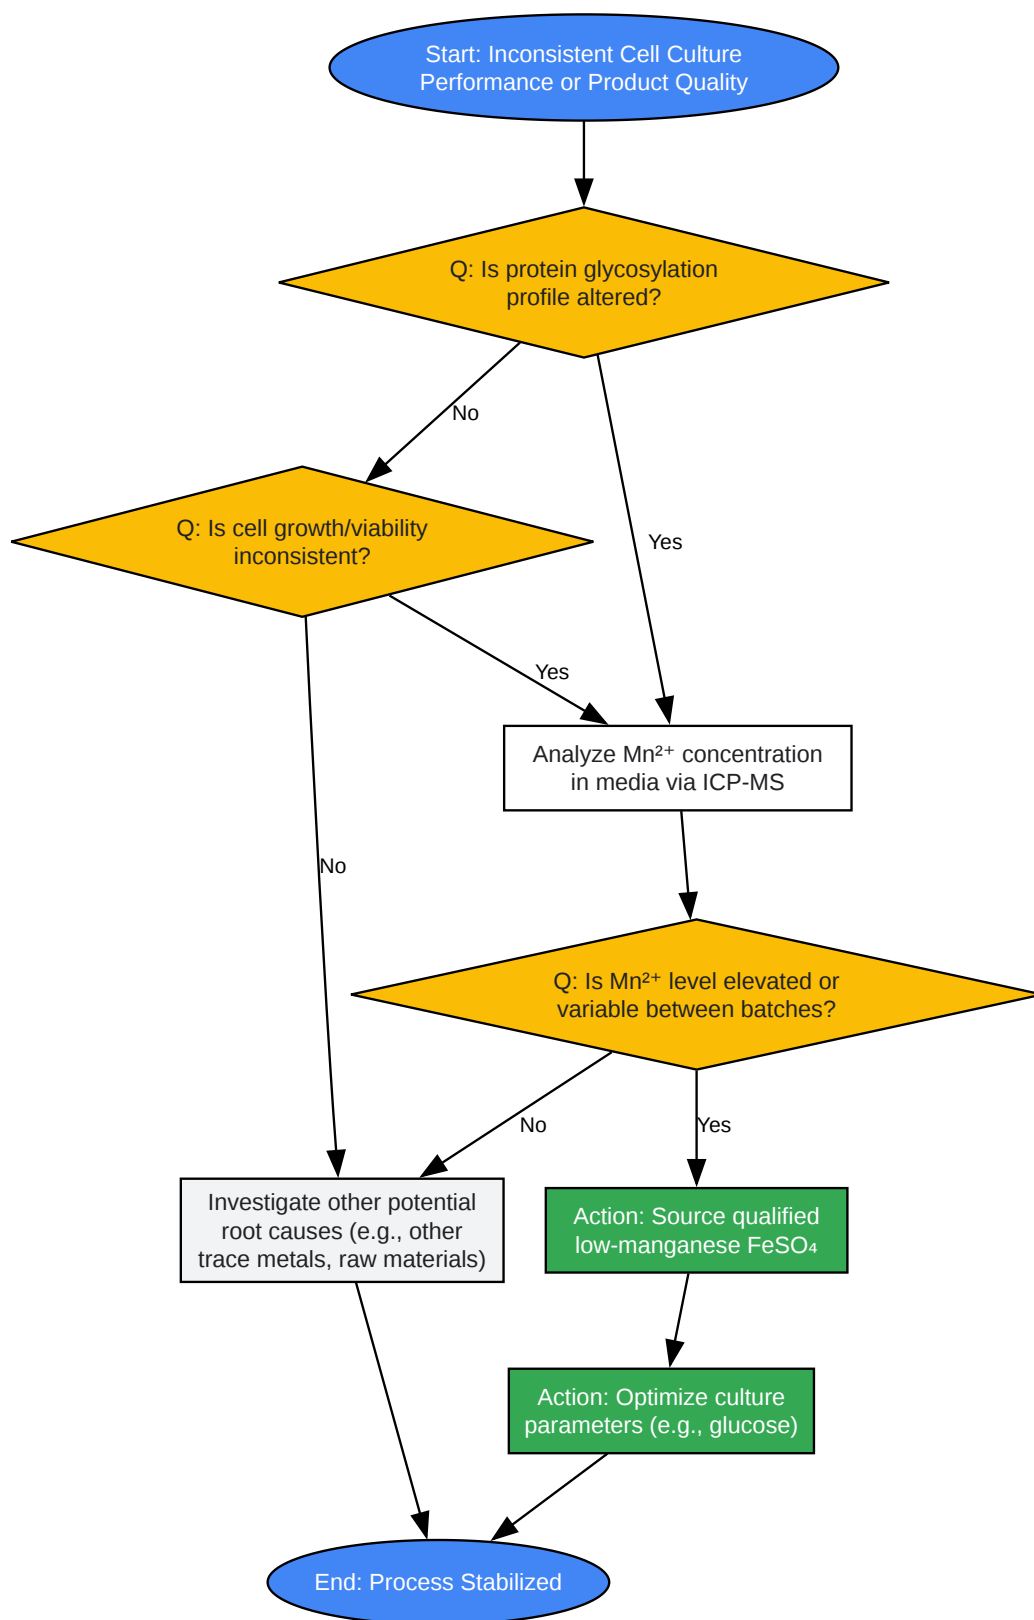 Start: Inconsistent Cell Culture
Performance or Product Quality
Q: Is protein glycosylation
profile altered?
No
Yes
Q: Is cell growth/viability
inconsistent?
Yes
No
Analyze Mn²⁺ concentration
in media via ICP-MS
Q: Is Mn²⁺ level elevated or
variable between batches?
No
Yes
Investigate other potential
root causes (e.g., other
trace metals, raw materials)
Action: Source qualified
low-manganese FeSO₄
Action: Optimize culture
parameters (e.g., glucose)
End: Process Stabilized